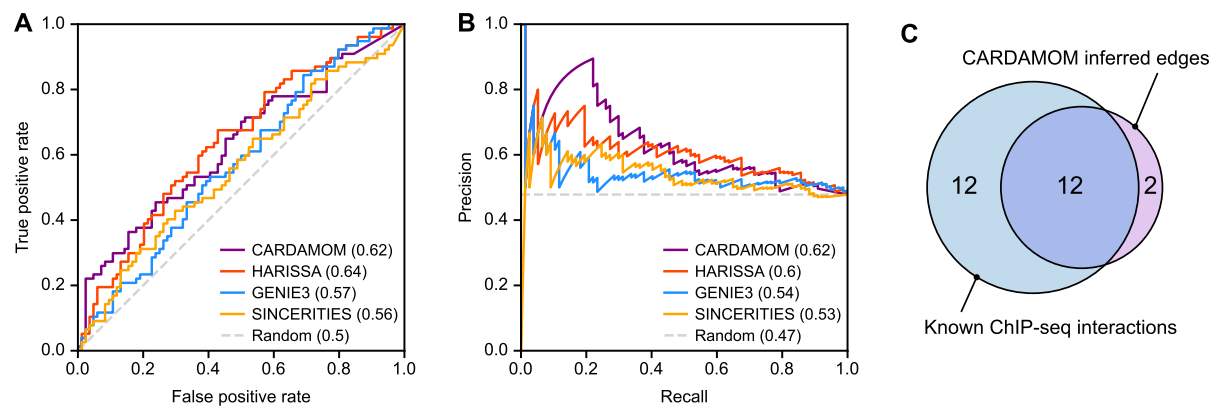 A
1.0
0.8
0.6
0.4
0.2
0.0
True positive rate
0.0
0.2
0.4
0.6
0.8
1.0
False positive rate
CARDAMOM (0.62)
HARISSA (0.64)
GENIE3 (0.57)
SINCERITIES (0.56)
Random (0.5)
B
1.0
0.8
0.6
0.4
0.2
0.0
Precision
0.0
0.2
0.4
0.6
0.8
1.0
Recall
CARDAMOM (0.62)
HARISSA (0.6)
GENIE3 (0.54)
SINCERITIES (0.53)
Random (0.47)
C
CARDAMOM inferred edges
12
12
2
Known ChIP-seq interactions